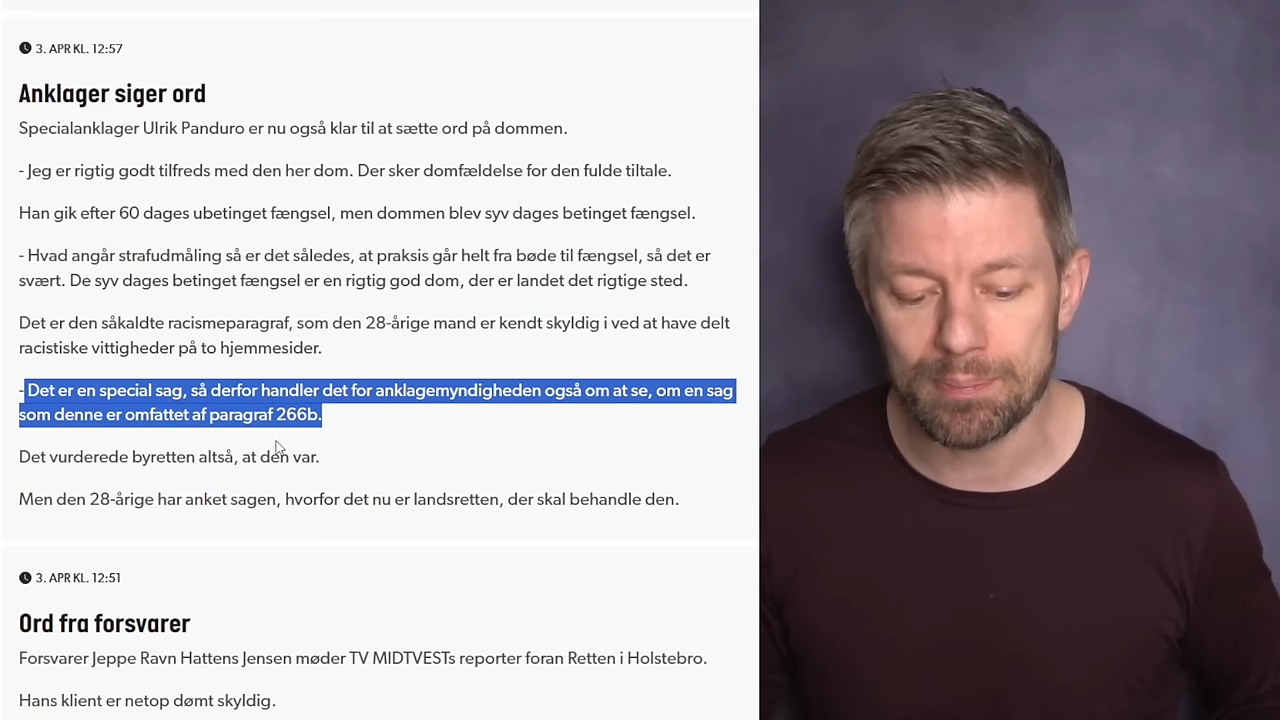 3. APR KL. 12:57
Anklager siger ord
Specialanklager Ulrik Panduro er nu også klar til at sætte ord på dommen.
- Jeg er rigtig godt tilfreds med den her dom. Der sker domfældelse for den fulde tiltale.
Han gik efter 60 dages ubetinget fængsel, men dommen blev syv dages betinget fængsel.
- Hvad angår strafudmåling så er det således, at praksis går helt fra bøde til fængsel, så det er
svært. De syv dages betinget fængsel er en rigtig god dom, der er landet det rigtige sted.
Det er den såkaldte racismeparagraf, som den 28-årige mand er kendt skyldig i ved at have delt
racistiske vittigheder på to hjemmesider.
- Det er en special sag, så derfor handler det for anklagemyndigheden også om at se, om en sag
som denne er omfattet af paragraf 266b.
Det vurderede byretten altså, at den var.
Men den 28-årige har anket sagen, hvorfor det nu er landsretten, der skal behandle den.
3. APR KL. 12:51
Ord fra forsvarer
Forsvarer Jeppe Ravn Hattens Jensen møder TV MIDTVESTs reporter foran Retten i Holstebro.
Hans klient er netop dømt skyldig.